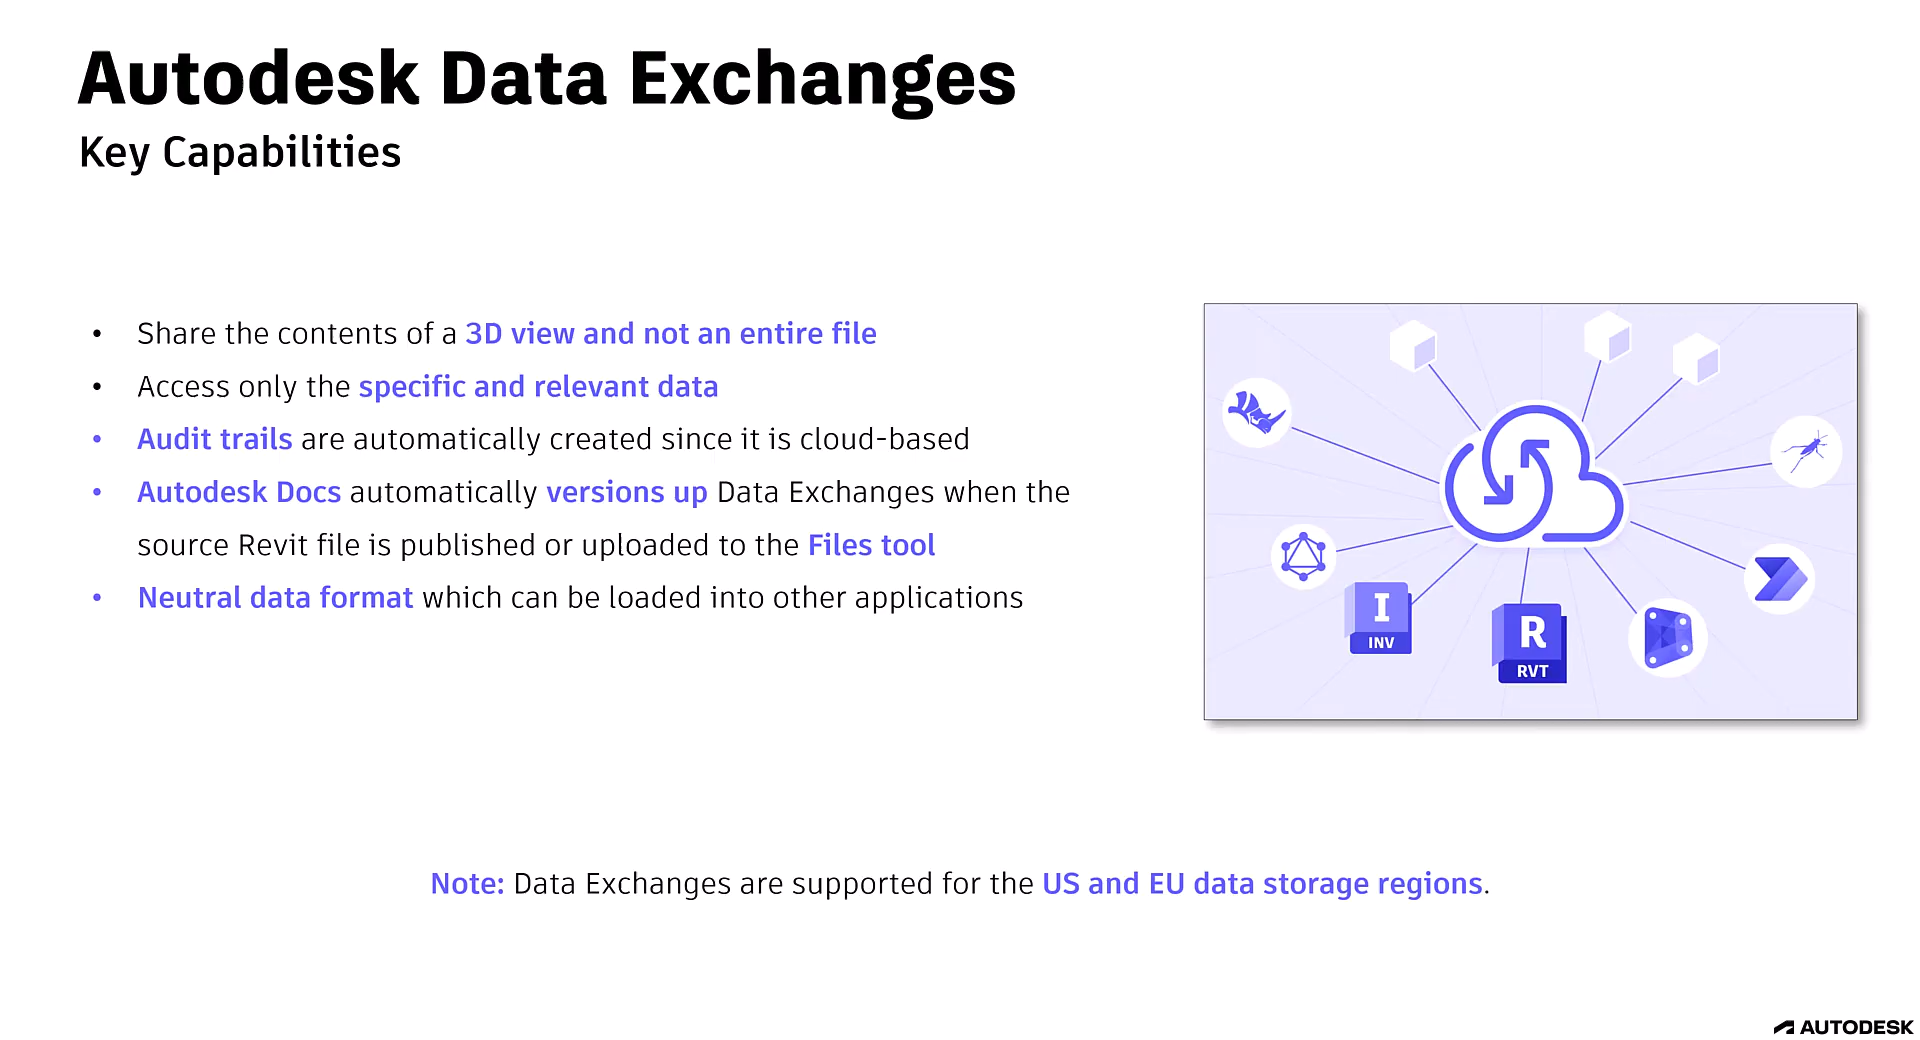 Autodesk Data Exchanges
Key Capabilities
• Share the contents of a 3D view and not an entire file
• Access only the specific and relevant data
• Audit trails are automatically created since it is cloud-based
• Autodesk Docs automatically versions up Data Exchanges when the
source Revit file is published or uploaded to the Files tool
• Neutral data format which can be loaded into other applications
I
INV
R
RVT
Note: Data Exchanges are supported for the US and EU data storage regions.
AUTODESK